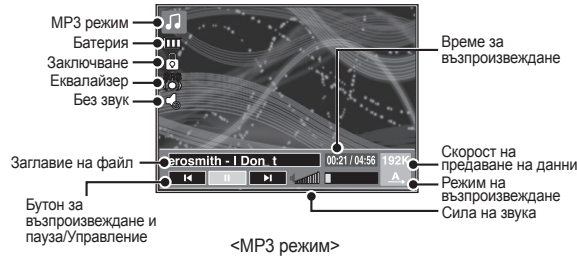 MP3 режим
Батерия
Заключване
Еквалайзер
Без звук
Време за
възпроизвеждане
erosmith - I Don_t
00:21 / 04:56
192K
A
Заглавие на файл
Скорост на
предаване на данни
Режим на
възпроизвеждане
Сила на звука
Бутон за
възпроизвеждане и
пауза/Управление
<MP3 режим>